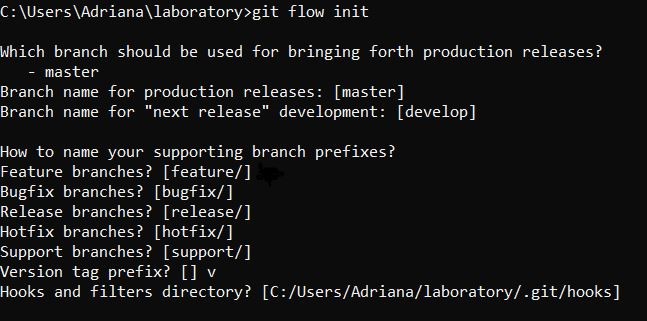 C:\Users\Adriana\laboratory>git flow init
Which branch should be used for bringing forth production releases?
- master
Branch name for production releases: [master]
Branch name for "next release" development: [develop]
How to name your supporting branch prefixes?
Feature branches? [feature/]
Bugfix branches? [bugfix/]
Release branches? [release/]
Hotfix branches? [hotfix/]
Support branches? [support/]
Version tag prefix? [] v
Hooks and filters directory? [C:/Users/Adriana/laboratory/.git/hooks]